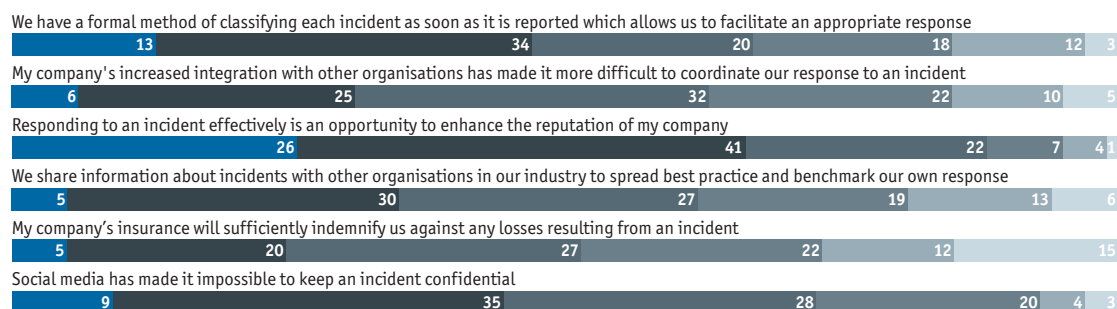 We have a formal method of classifying each incident as soon as it is reported which allows us to facilitate an appropriate response
13 34 20 18 12 3
My company's increased integration with other organisations has made it more difficult to coordinate our response to an incident
6 25 32 22 10 5
Responding to an incident effectively is an opportunity to enhance the reputation of my company
26 41 22 7 4 1
We share information about incidents with other organisations in our industry to spread best practice and benchmark our own response
5 30 27 19 13 6
My company’s insurance will sufficiently indemnify us against any losses resulting from an incident
5 20 27 22 12 15
Social media has made it impossible to keep an incident confidential
9 35 28 20 4 3